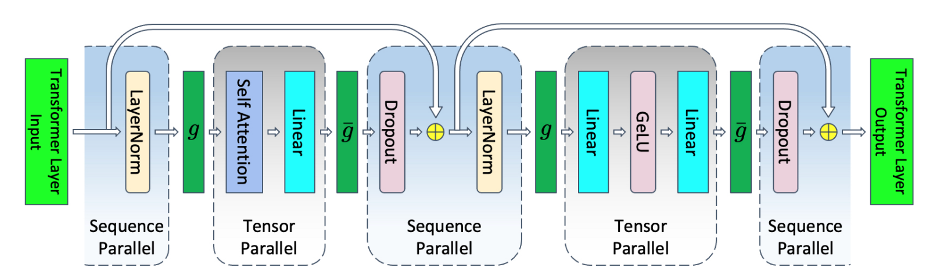 Transformer Layer
Input
LayerNorm
g
Self Attention
Linear
g̅
Dropout
LayerNorm
g
Linear
GeLU
Linear
g̅
Dropout
Transformer Layer
Output
Sequence
Parallel
Tensor
Parallel
Sequence
Parallel
Tensor
Parallel
Sequence
Parallel